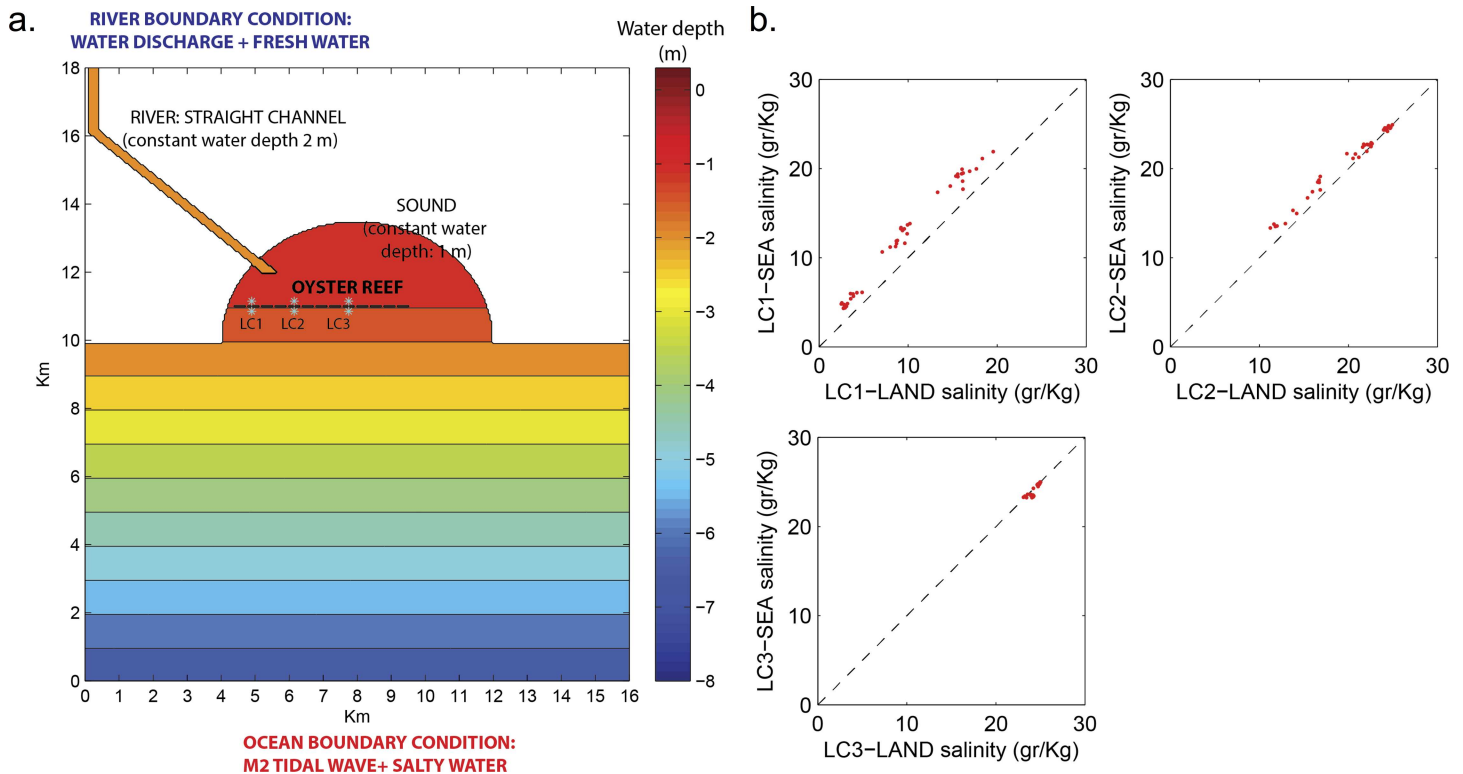 a.
RIVER BOUNDARY CONDITION:
WATER DISCHARGE + FRESH WATER
Water depth
(m)
18
16
14
12
10
8
6
4
2
0
Km
RIVER: STRAIGHT CHANNEL
(constant water depth 2 m)
SOUND
(constant water
depth: 1 m)
OYSTER REEF
LC1 LC2 LC3
0 1 2 3 4 5 6 7 8 9 10 11 12 13 14 15 16
Km
0
−1
−2
−3
−4
−5
−6
−7
−8
OCEAN BOUNDARY CONDITION:
M2 TIDAL WAVE+ SALTY WATER
b.
30
20
10
0
LC1−SEA salinity (gr/Kg)
0 10 20 30
LC1−LAND salinity (gr/Kg)
30
20
10
0
LC2−SEA salinity (gr/Kg)
0 10 20 30
LC2−LAND salinity (gr/Kg)
30
20
10
0
LC3−SEA salinity (gr/Kg)
0 10 20 30
LC3−LAND salinity (gr/Kg)